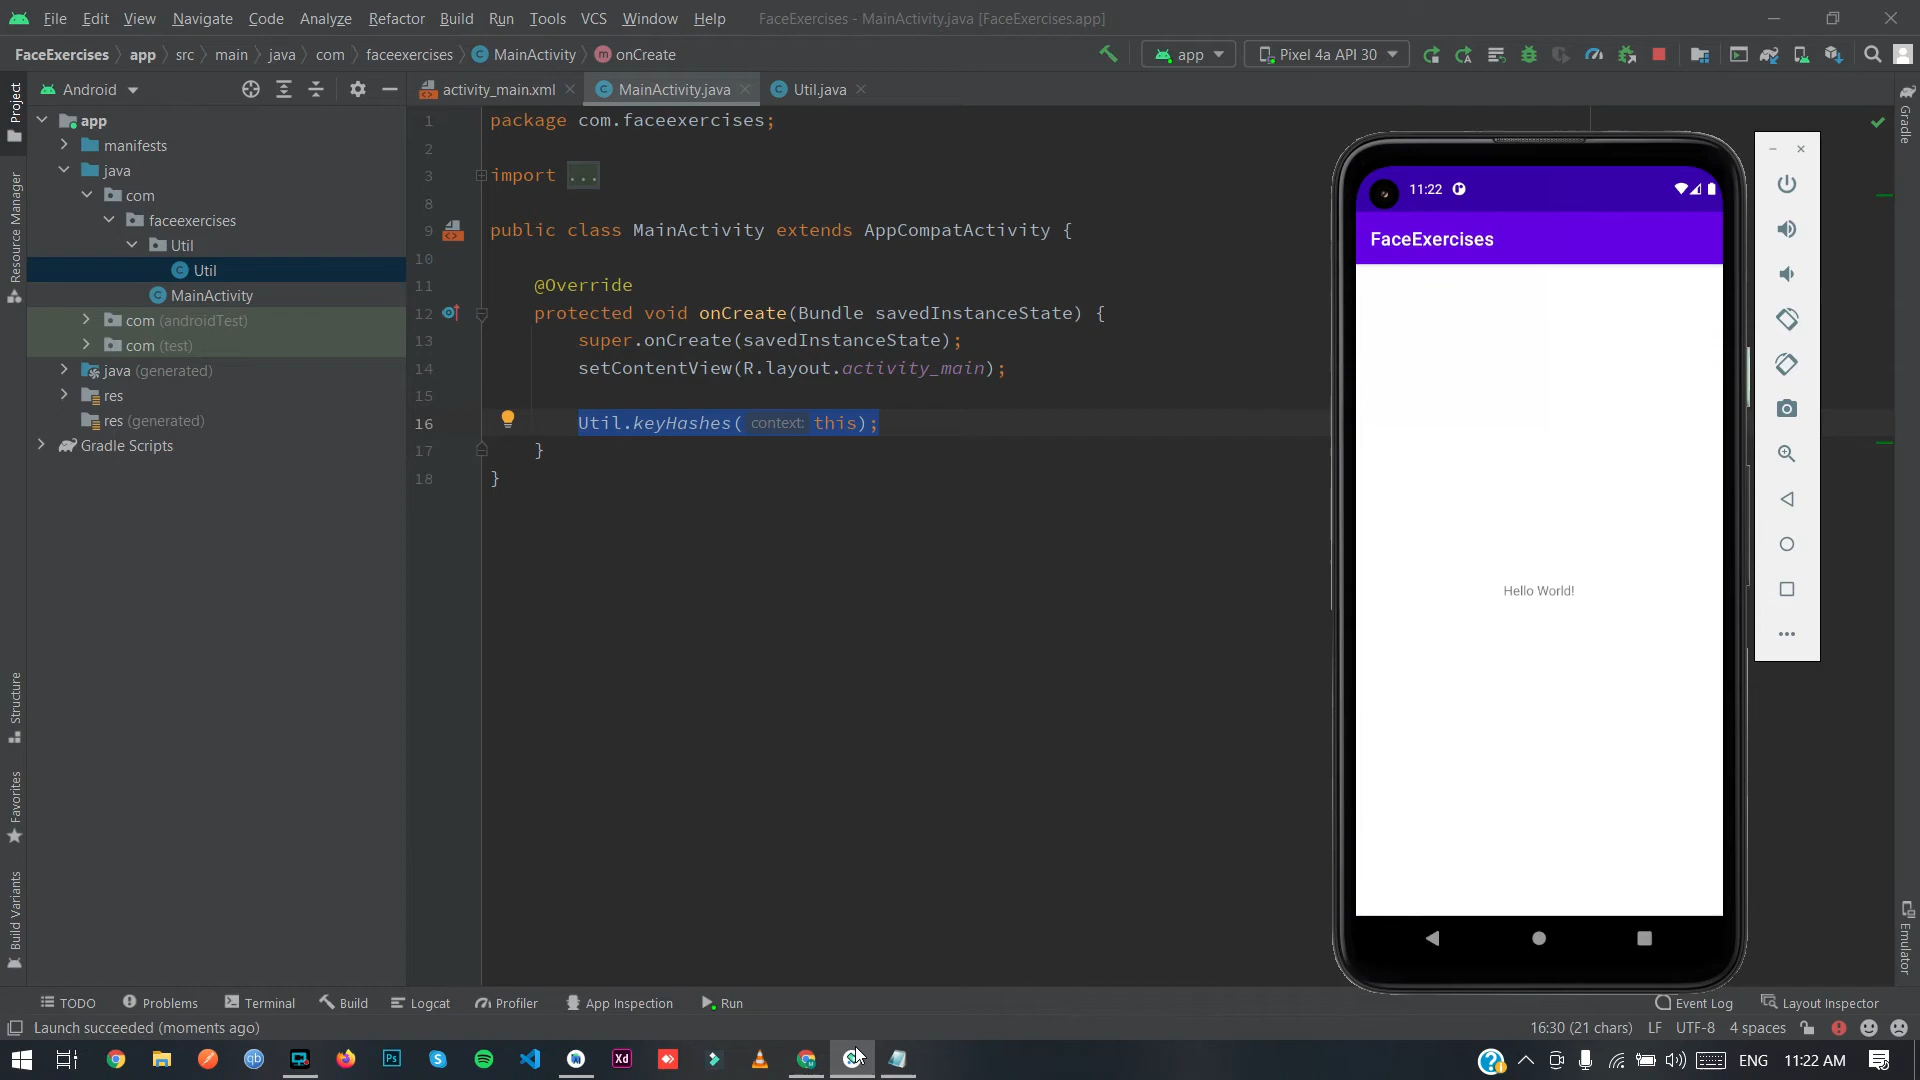 File Edit View Navigate Code Analyze Refactor Build Run Tools VCS Window Help FaceExercises - MainActivity.java [FaceExercises.app]
FaceExercises app src main java com faceexercises MainActivity onCreate app Pixel 4a API 30
Android activity_main.xml MainActivity.java Util.java
Project
Resource Manager
Structure
Favorites
Build Variants
app
manifests
java
com
faceexercises
Util
Util
MainActivity
com (androidTest)
com (test)
java (generated)
res
res (generated)
Gradle Scripts
1 package com.faceexercises;
2
3 import ...
8
9 public class MainActivity extends AppCompatActivity {
10
11 @Override
12 protected void onCreate(Bundle savedInstanceState) {
13 super.onCreate(savedInstanceState);
14 setContentView(R.layout.activity_main);
15
16 Util.keyHashes( context: this);
17 }
18 }
11:22
FaceExercises
Hello World!
Gradle
Emulator
TODO Problems Terminal Build Logcat Profiler App Inspection Run Event Log Layout Inspector
Launch succeeded (moments ago) 16:30 (21 chars) LF UTF-8 4 spaces
qb Ps Xd ENG 11:22 AM